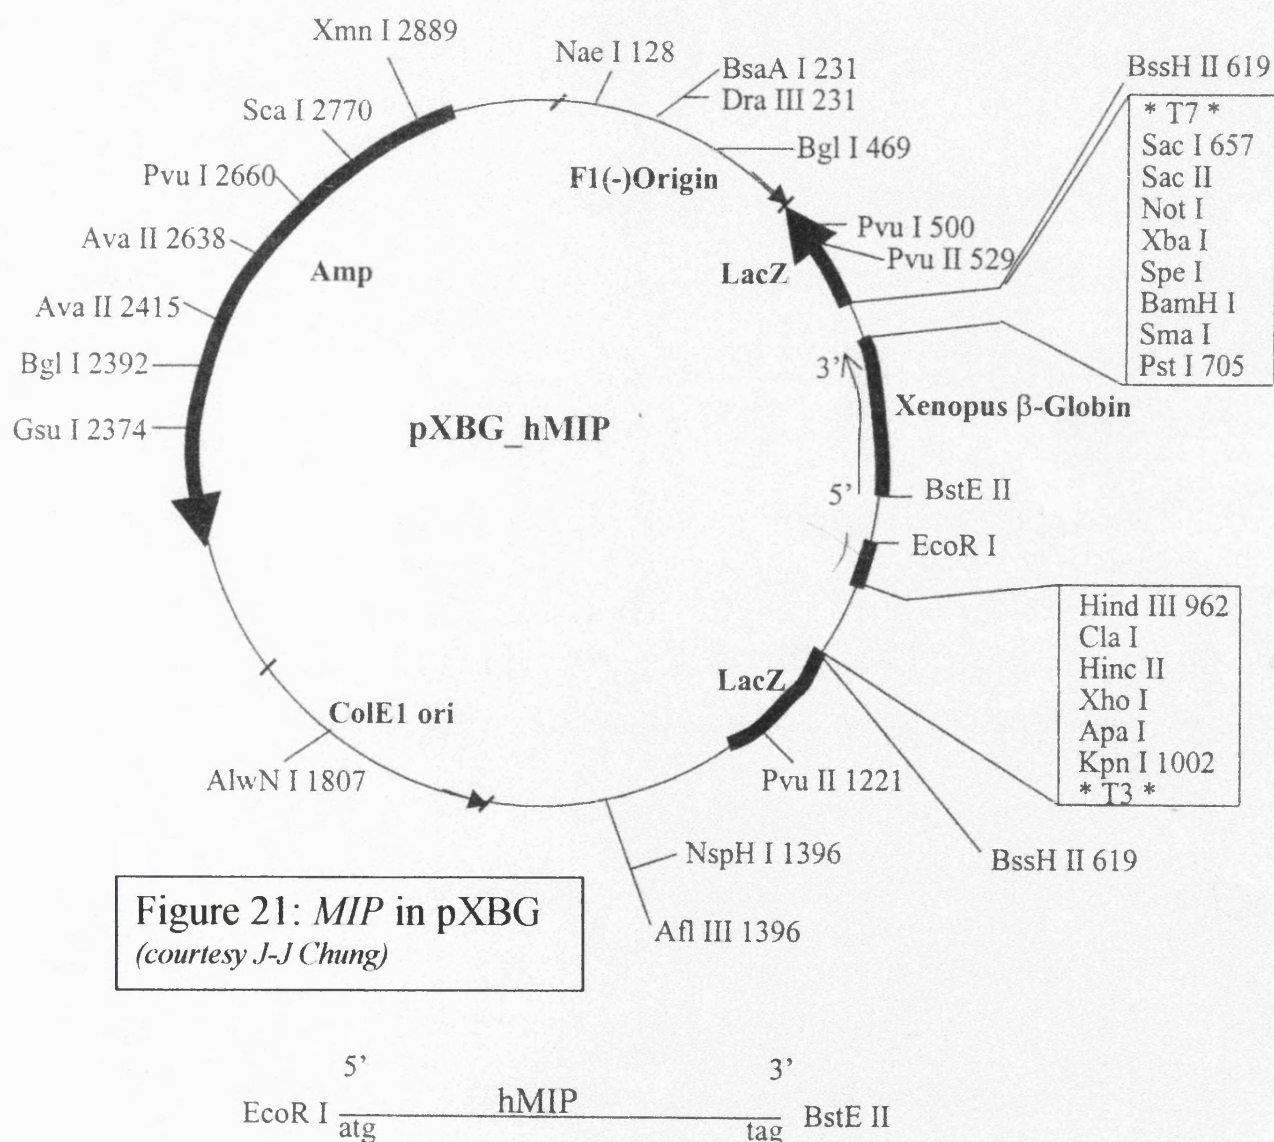 Xmn I 2889
Nae I 128
BsaA I 231
Dra III 231
BssH II 619
Sca I 2770
Bgl I 469
* T7 *
Sac I 657
Sac II
Not I
Xba I
Spe I
BamH I
Sma I
Pst I 705
Pvu I 2660
F1(-)Origin
Pvu I 500
Pvu II 529
Ava II 2638
Amp
LacZ
Ava II 2415
Bgl I 2392
3’
Xenopus β-Globin
Gsu I 2374
pXBG_hMIP
5’
BstE II
EcoR I
Hind III 962
Cla I
Hinc II
Xho I
Apa I
Kpn I 1002
* T3 *
LacZ
ColE1 ori
AlwN I 1807
Pvu II 1221
NspH I 1396
BssH II 619
Afl III 1396
Figure 21: MIP in pXBG
(courtesy J-J Chung)
5’ 3’
EcoR I hMIP BstE II
atg tag